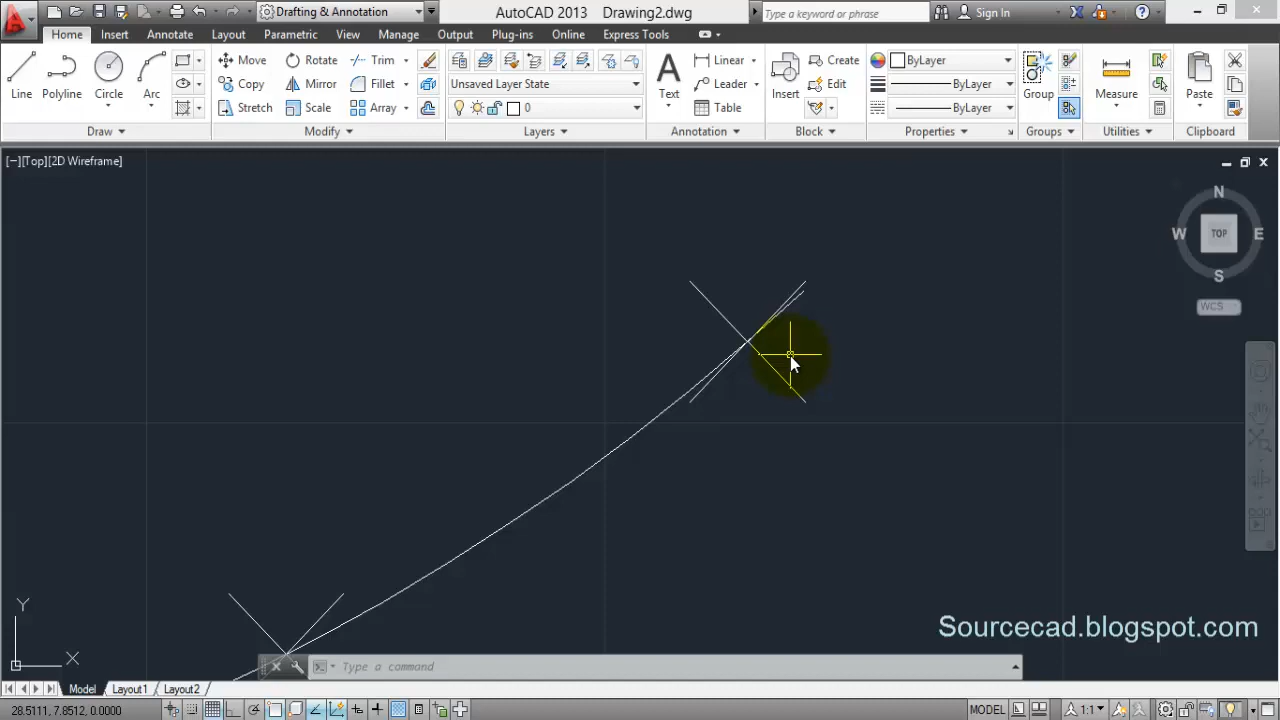 Drafting & Annotation
AutoCAD 2013 Drawing2.dwg
Type a keyword or phrase
Sign In
Home Insert Annotate Layout Parametric View Manage Output Plug-ins Online Express Tools
Line Polyline Circle Arc
Move Rotate Trim
Copy Mirror Fillet
Stretch Scale Array
Unsaved Layer State
0
Text
Linear
Leader
Table
Insert
Create
Edit
ByLayer
ByLayer
ByLayer
Group
Measure
Paste
Draw Modify Layers Annotation Block Properties Groups Utilities Clipboard
[−][Top][2D Wireframe]
N
W TOP E
S
WCS
Sourcecad.blogspot.com
Y
X
Type a command
Model Layout1 Layout2
28.5111, 7.8512, 0.0000
MODEL
1:1